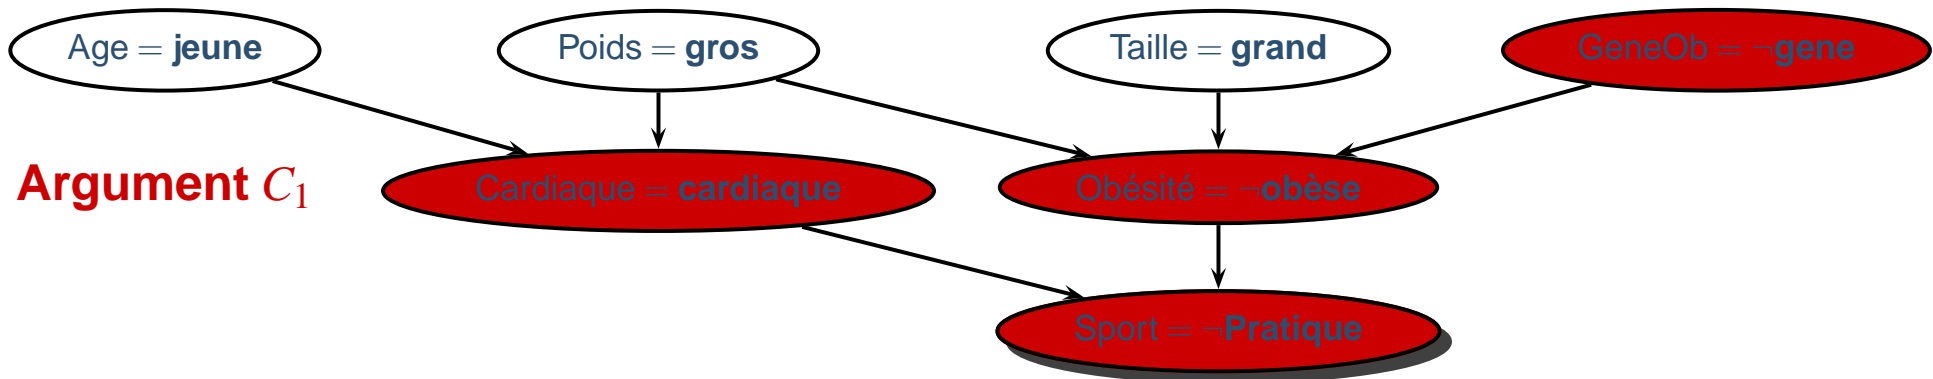 Age = jeune
Poids = gros
Taille = grand
GeneOb = ¬gene
Argument C₁
Cardiaque = cardiaque
Obésité = ¬obèse
Sport = ¬Pratique